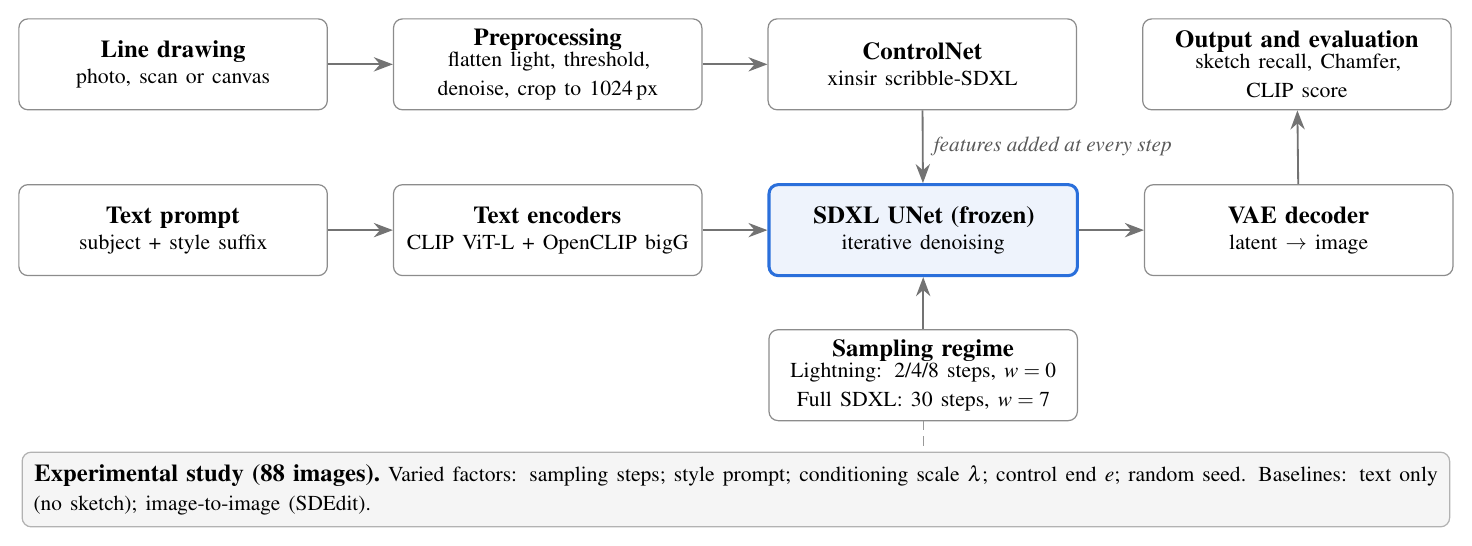 Line drawing
photo, scan or canvas
Preprocessing
flatten light, threshold,
denoise, crop to 1024 px
ControlNet
xinsir scribble-SDXL
Output and evaluation
sketch recall, Chamfer,
CLIP score
features added at every step
Text prompt
subject + style suffix
Text encoders
CLIP ViT-L + OpenCLIP bigG
SDXL UNet (frozen)
iterative denoising
VAE decoder
latent → image
Sampling regime
Lightning: 2/4/8 steps, w = 0
Full SDXL: 30 steps, w = 7
Experimental study (88 images). Varied factors: sampling steps; style prompt; conditioning scale λ; control end e; random seed. Baselines: text only
(no sketch); image-to-image (SDEdit).